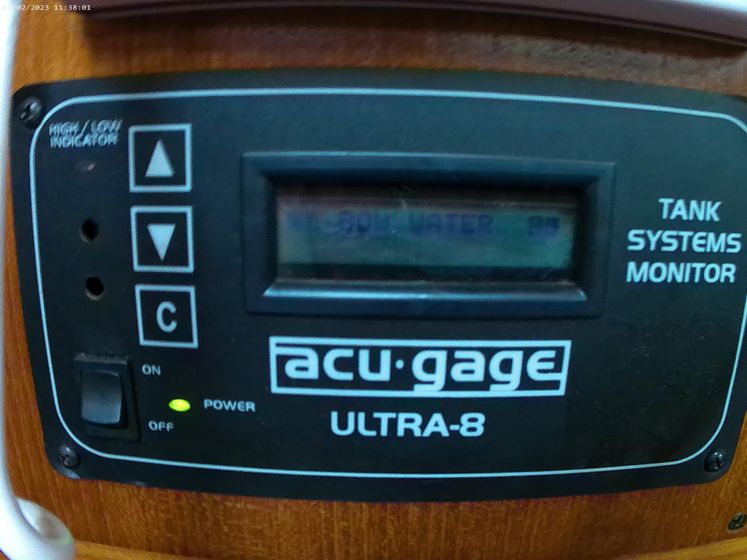 /02/2023 11:38:01
HIGH / LOW
INDICATOR
C
BOW WATER
TANK
SYSTEMS
MONITOR
ON
OFF
POWER
acu·gage
ULTRA-8